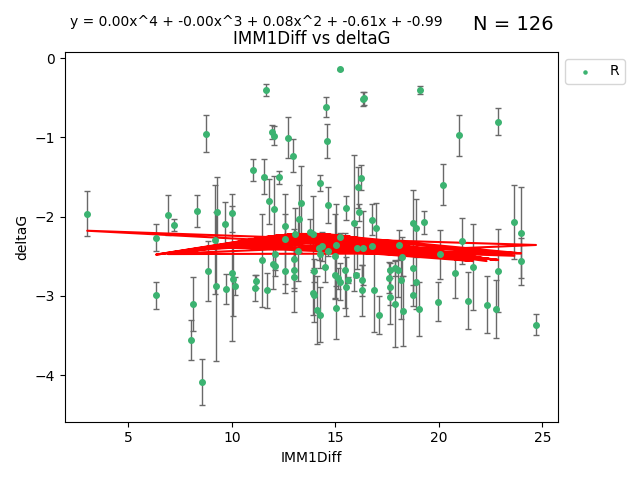 y = 0.00x^4 + -0.00x^3 + 0.08x^2 + -0.61x + -0.99
N = 126
IMM1Diff vs deltaG
R
0
−1
−2
−3
−4
deltaG
5 10 15 20 25
IMM1Diff